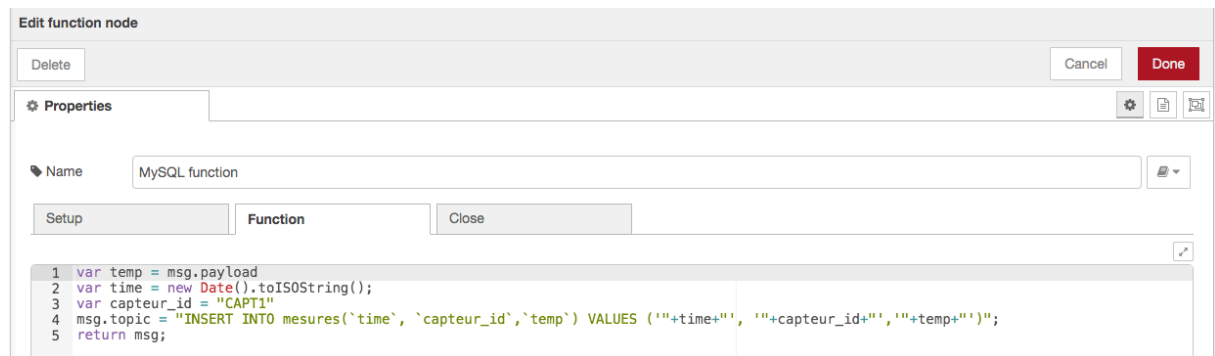 Edit function node
Delete Cancel Done
Properties
Name MySQL function
Setup Function Close
1 var temp = msg.payload
2 var time = new Date().toISOString();
3 var capteur_id = "CAPT1"
4 msg.topic = "INSERT INTO mesures(`time`, `capteur_id`,`temp`) VALUES ('"+time+"', '"+capteur_id+"','"+temp+"')";
5 return msg;